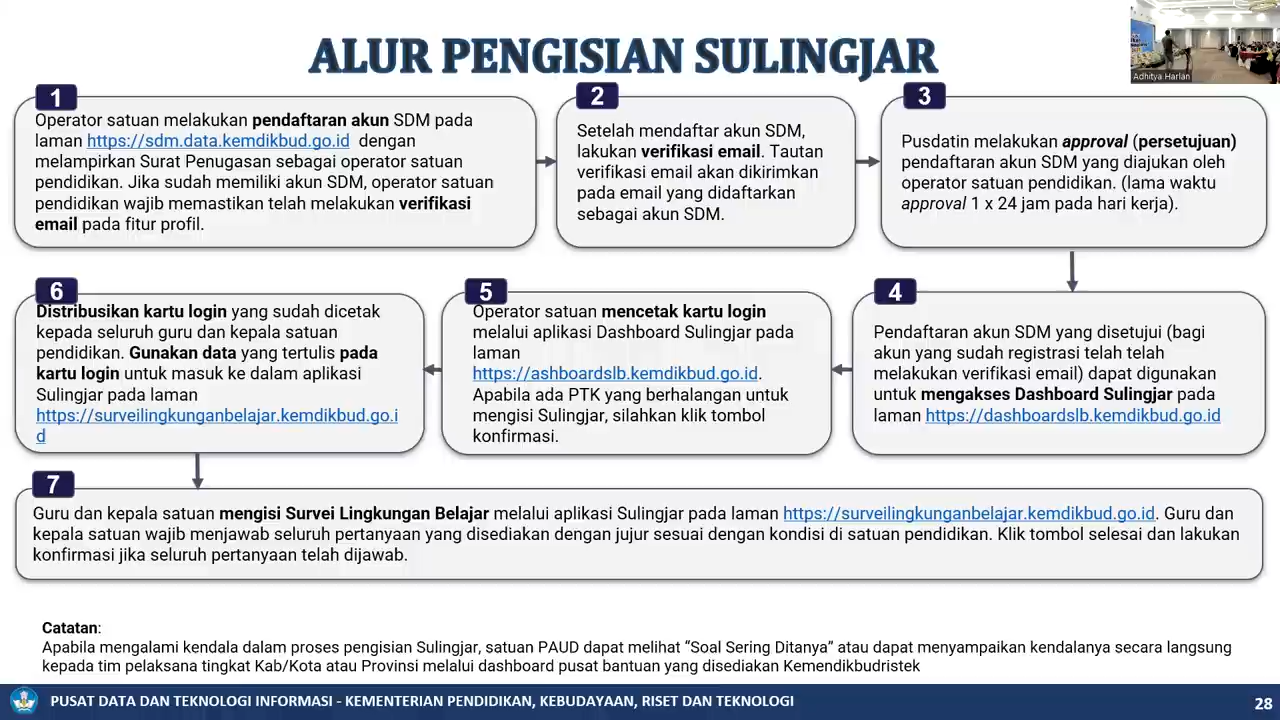 ALUR PENGISIAN SULINGJAR
Adhitya Harlan
1
Operator satuan melakukan pendaftaran akun SDM pada
laman https://sdm.data.kemdikbud.go.id dengan
melampirkan Surat Penugasan sebagai operator satuan
pendidikan. Jika sudah memiliki akun SDM, operator satuan
pendidikan wajib memastikan telah melakukan verifikasi
email pada fitur profil.
2
Setelah mendaftar akun SDM,
lakukan verifikasi email. Tautan
verifikasi email akan dikirimkan
pada email yang didaftarkan
sebagai akun SDM.
3
Pusdatin melakukan approval (persetujuan)
pendaftaran akun SDM yang diajukan oleh
operator satuan pendidikan. (lama waktu
approval 1 x 24 jam pada hari kerja).
4
Pendaftaran akun SDM yang disetujui (bagi
akun yang sudah registrasi telah telah
melakukan verifikasi email) dapat digunakan
untuk mengakses Dashboard Sulingjar pada
laman https://dashboardslb.kemdikbud.go.id
5
Operator satuan mencetak kartu login
melalui aplikasi Dashboard Sulingjar pada
laman
https://ashboardslb.kemdikbud.go.id.
Apabila ada PTK yang berhalangan untuk
mengisi Sulingjar, silahkan klik tombol
konfirmasi.
6
Distribusikan kartu login yang sudah dicetak
kepada seluruh guru dan kepala satuan
pendidikan. Gunakan data yang tertulis pada
kartu login untuk masuk ke dalam aplikasi
Sulingjar pada laman
https://surveilingkunganbelajar.kemdikbud.go.i
d
7
Guru dan kepala satuan mengisi Survei Lingkungan Belajar melalui aplikasi Sulingjar pada laman https://surveilingkunganbelajar.kemdikbud.go.id. Guru dan
kepala satuan wajib menjawab seluruh pertanyaan yang disediakan dengan jujur sesuai dengan kondisi di satuan pendidikan. Klik tombol selesai dan lakukan
konfirmasi jika seluruh pertanyaan telah dijawab.
Catatan:
Apabila mengalami kendala dalam proses pengisian Sulingjar, satuan PAUD dapat melihat “Soal Sering Ditanya” atau dapat menyampaikan kendalanya secara langsung
kepada tim pelaksana tingkat Kab/Kota atau Provinsi melalui dashboard pusat bantuan yang disediakan Kemendikbudristek
PUSAT DATA DAN TEKNOLOGI INFORMASI - KEMENTERIAN PENDIDIKAN, KEBUDAYAAN, RISET DAN TEKNOLOGI
28